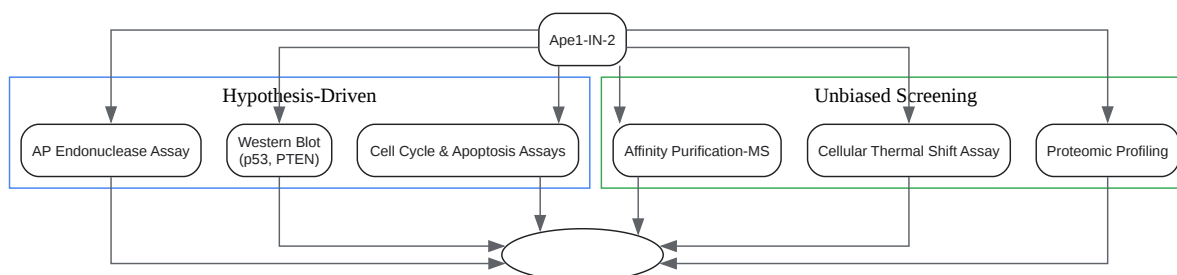 Ape1-IN-2
Hypothesis-Driven
Unbiased Screening
AP Endonuclease Assay
Western Blot
(p53, PTEN)
Cell Cycle & Apoptosis Assays
Affinity Purification-MS
Cellular Thermal Shift Assay
Proteomic Profiling